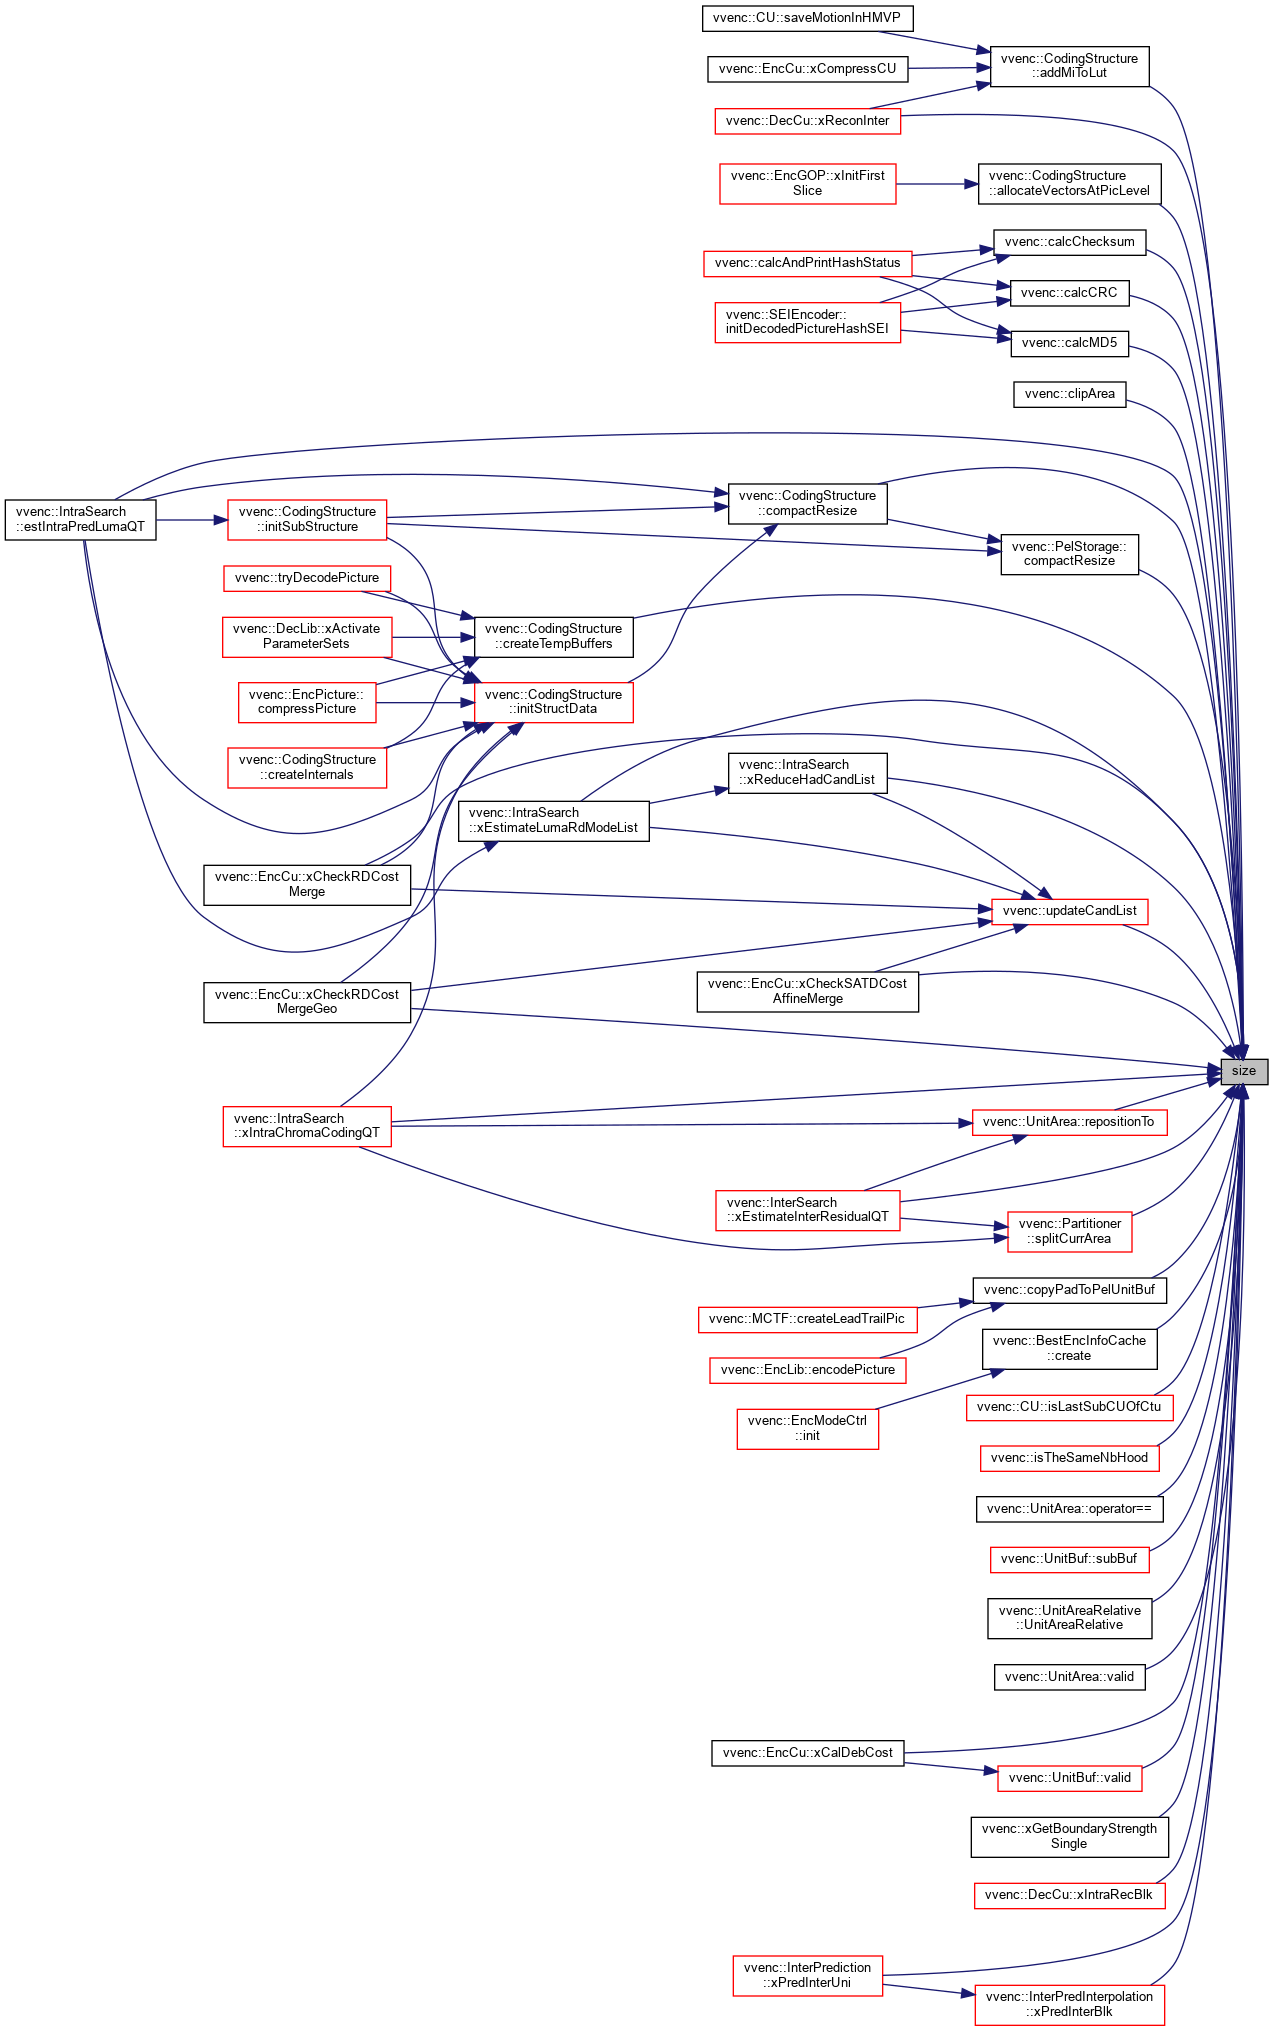 vvenc::CU::saveMotionInHMVP
vvenc::CodingStructure
::addMiToLut
vvenc::EncCu::xCompressCU
vvenc::DecCu::xReconInter
vvenc::EncGOP::xInitFirst
Slice
vvenc::CodingStructure
::allocateVectorsAtPicLevel
vvenc::calcChecksum
vvenc::calcAndPrintHashStatus
vvenc::calcCRC
vvenc::SEIEncoder::
initDecodedPictureHashSEI
vvenc::calcMD5
vvenc::clipArea
vvenc::IntraSearch
::estIntraPredLumaQT
vvenc::CodingStructure
::initSubStructure
vvenc::CodingStructure
::compactResize
vvenc::PelStorage::
compactResize
vvenc::tryDecodePicture
vvenc::DecLib::xActivate
ParameterSets
vvenc::CodingStructure
::createTempBuffers
vvenc::EncPicture::
compressPicture
vvenc::CodingStructure
::initStructData
vvenc::CodingStructure
::createInternals
vvenc::IntraSearch
::xReduceHadCandList
vvenc::IntraSearch
::xEstimateLumaRdModeList
vvenc::EncCu::xCheckRDCost
Merge
vvenc::updateCandList
vvenc::EncCu::xCheckSATDCost
AffineMerge
vvenc::EncCu::xCheckRDCost
MergeGeo
size
vvenc::IntraSearch
::xIntraChromaCodingQT
vvenc::UnitArea::repositionTo
vvenc::InterSearch
::xEstimateInterResidualQT
vvenc::Partitioner
::splitCurrArea
vvenc::copyPadToPelUnitBuf
vvenc::MCTF::createLeadTrailPic
vvenc::BestEncInfoCache
::create
vvenc::EncLib::encodePicture
vvenc::CU::isLastSubCUOfCtu
vvenc::EncModeCtrl
::init
vvenc::isTheSameNbHood
vvenc::UnitArea::operator==
vvenc::UnitBuf::subBuf
vvenc::UnitAreaRelative
::UnitAreaRelative
vvenc::UnitArea::valid
vvenc::EncCu::xCalDebCost
vvenc::UnitBuf::valid
vvenc::xGetBoundaryStrength
Single
vvenc::DecCu::xIntraRecBlk
vvenc::InterPrediction
::xPredInterUni
vvenc::InterPredInterpolation
::xPredInterBlk